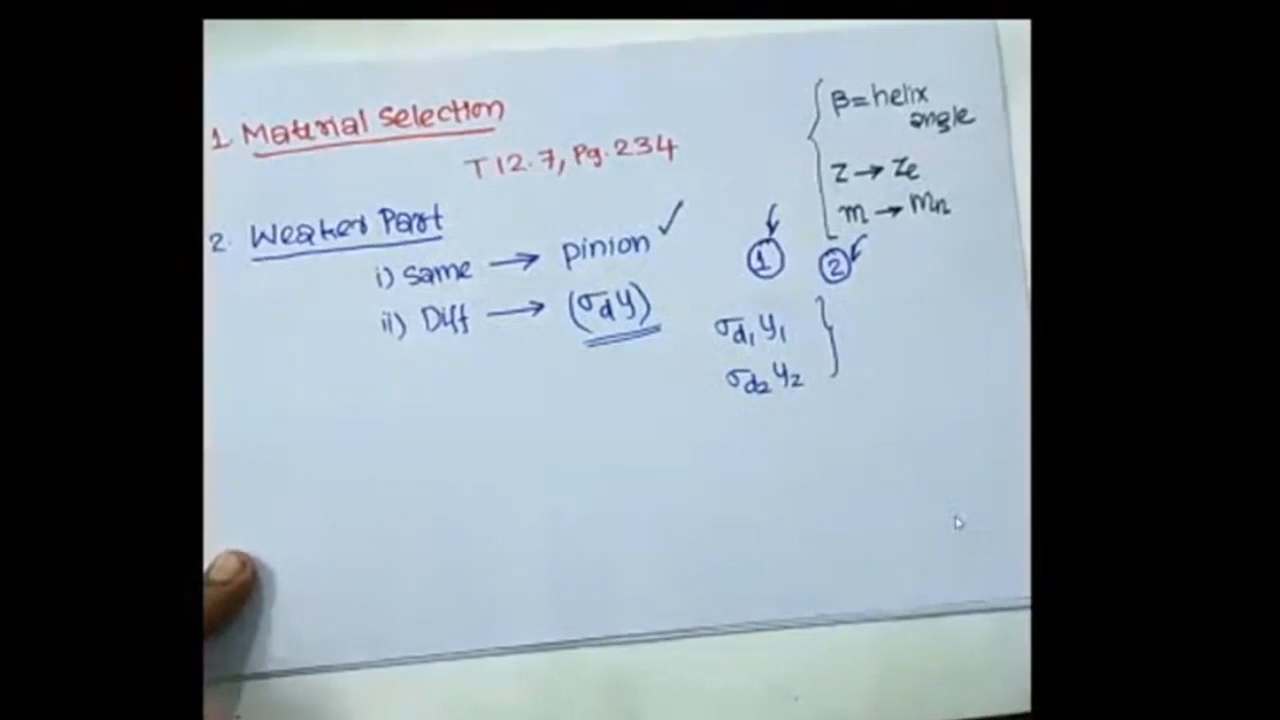 1. Material Selection
T 12.7, Pg. 234
2. Weaker Part
i) Same → pinion ✓
ii) Diff → (σdy)
β = helix
angle
Z → Ze
m → mn
1 2
σd1 y1
σd2 y2